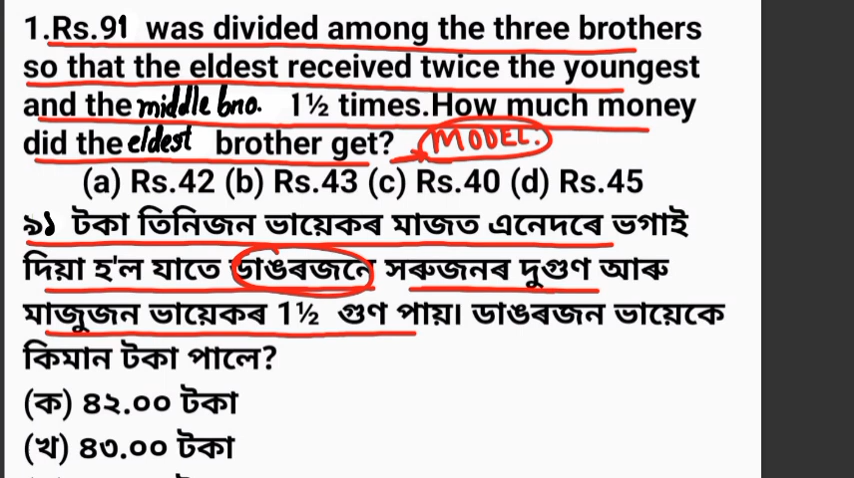 1.Rs.91 was divided among the three brothers
so that the eldest received twice the youngest
and the middle bro. 1½ times.How much money
did the eldest brother get? MODEL:
(a) Rs.42 (b) Rs.43 (c) Rs.40 (d) Rs.45
৯১ টকা তিনিজন ভায়েকৰ মাজত এনেদৰে ভগাই
দিয়া হ'ল যাতে ডাঙৰজনে সৰুজনৰ দুগুণ আৰু
মাজুজন ভায়েকৰ 1½ গুণ পায়। ডাঙৰজন ভায়েকে
কিমান টকা পালে?
(ক) ৪২.০০ টকা
(খ) ৪৩.০০ টকা